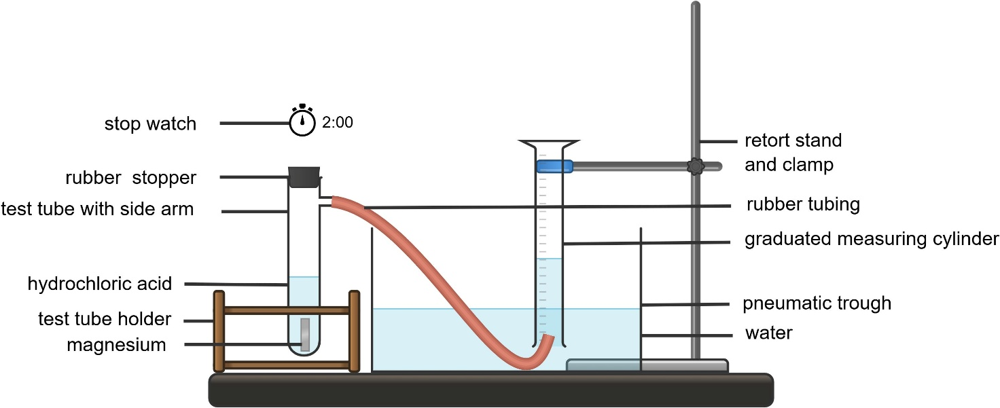 stop watch
2:00
rubber stopper
test tube with side arm
hydrochloric acid
test tube holder
magnesium
retort stand
and clamp
rubber tubing
graduated measuring cylinder
pneumatic trough
water